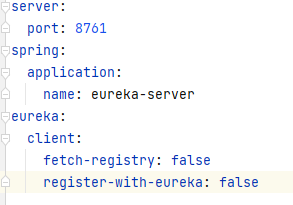 server:
  port: 8761
spring:
  application:
    name: eureka-server
eureka:
  client:
    fetch-registry: false
    register-with-eureka: false